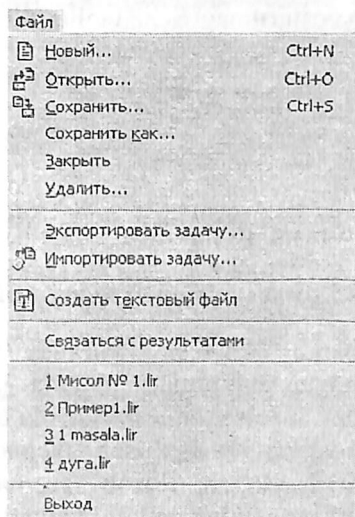 Файл
Новый... Ctrl+N
Открыть... Ctrl+O
Сохранить... Ctrl+S
Сохранить как...
Закрыть
Удалить...
Экспортировать задачу...
Импортировать задачу...
Создать текстовый файл
Связаться с результатами
1 Мисол № 1.lir
2 Пример1.lir
3 1 masala.lir
4 дуга.lir
Выход